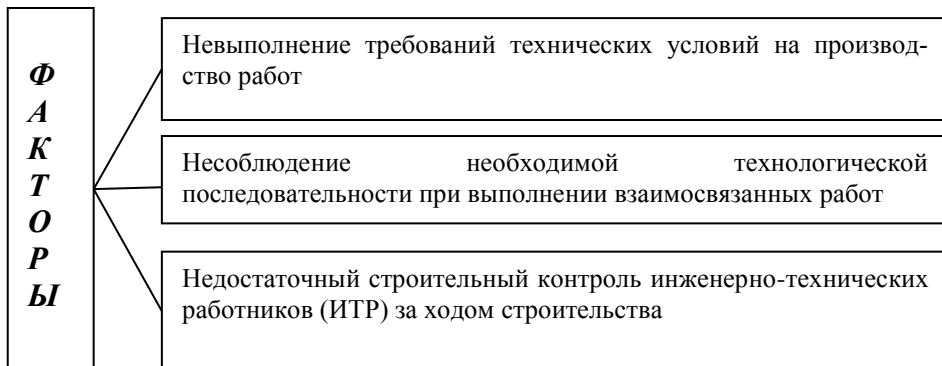 ФАКТОРЫ
Невыполнение требований технических условий на производ-
ство работ
Несоблюдение необходимой технологической
последовательности при выполнении взаимосвязанных работ
Недостаточный строительный контроль инженерно-технических
работников (ИТР) за ходом строительства